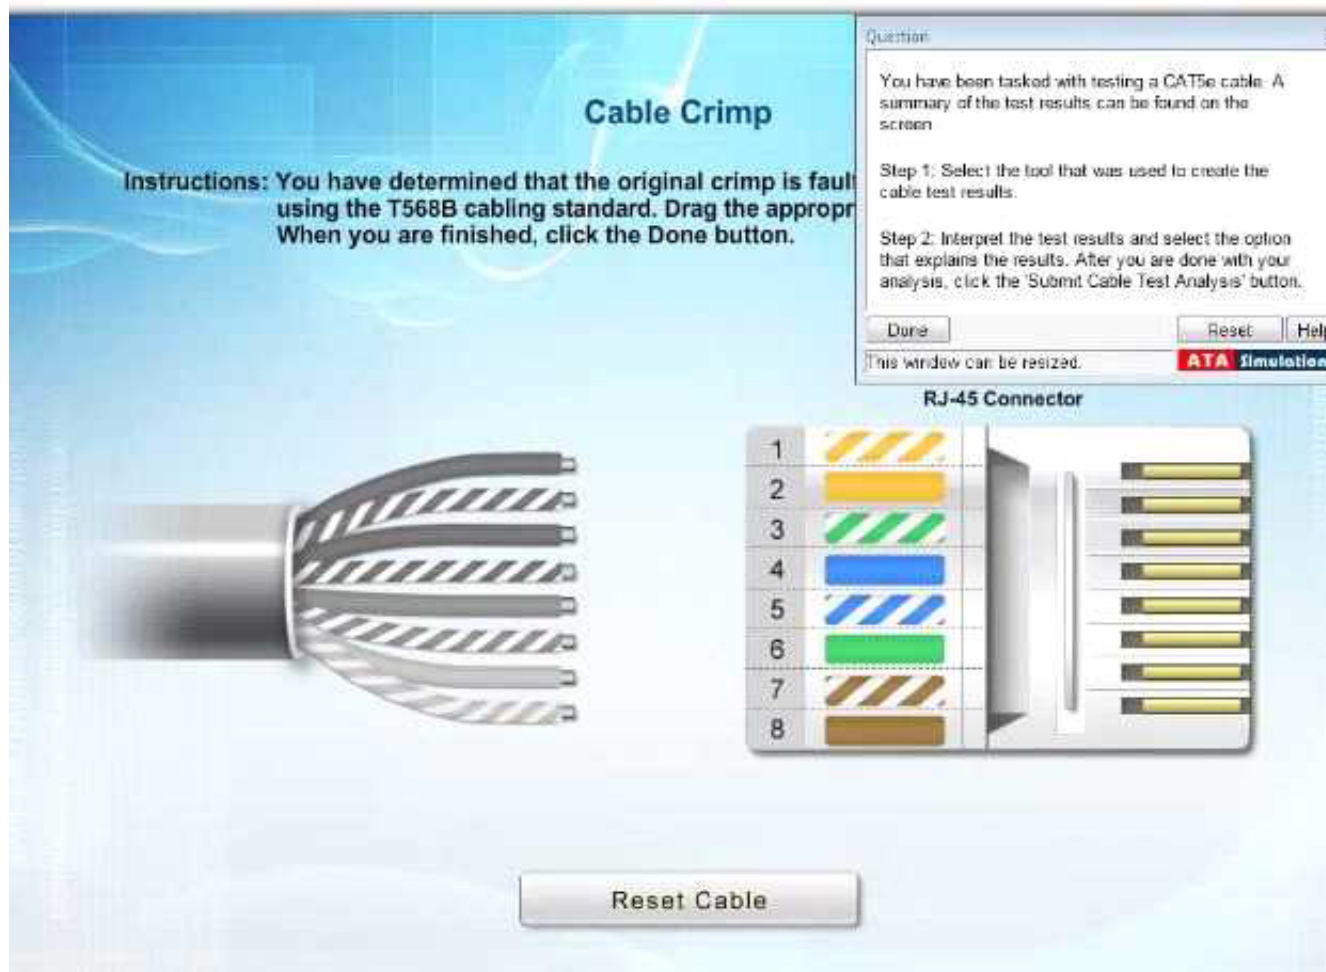 Question
You have been tasked with testing a CAT5e cable. A
summary of the test results can be found on the
screen
Step 1: Select the tool that was used to create the
cable test results.
Step 2: Interpret the test results and select the option
that explains the results. After you are done with your
analysis, click the 'Submit Cable Test Analysis' button.
Done
Reset
Help
This window can be resized.
ATA Simulation
Cable Crimp
Instructions: You have determined that the original crimp is faul
using the T568B cabling standard. Drag the appropr
When you are finished, click the Done button.
RJ-45 Connector
1
2
3
4
5
6
7
8
Reset Cable